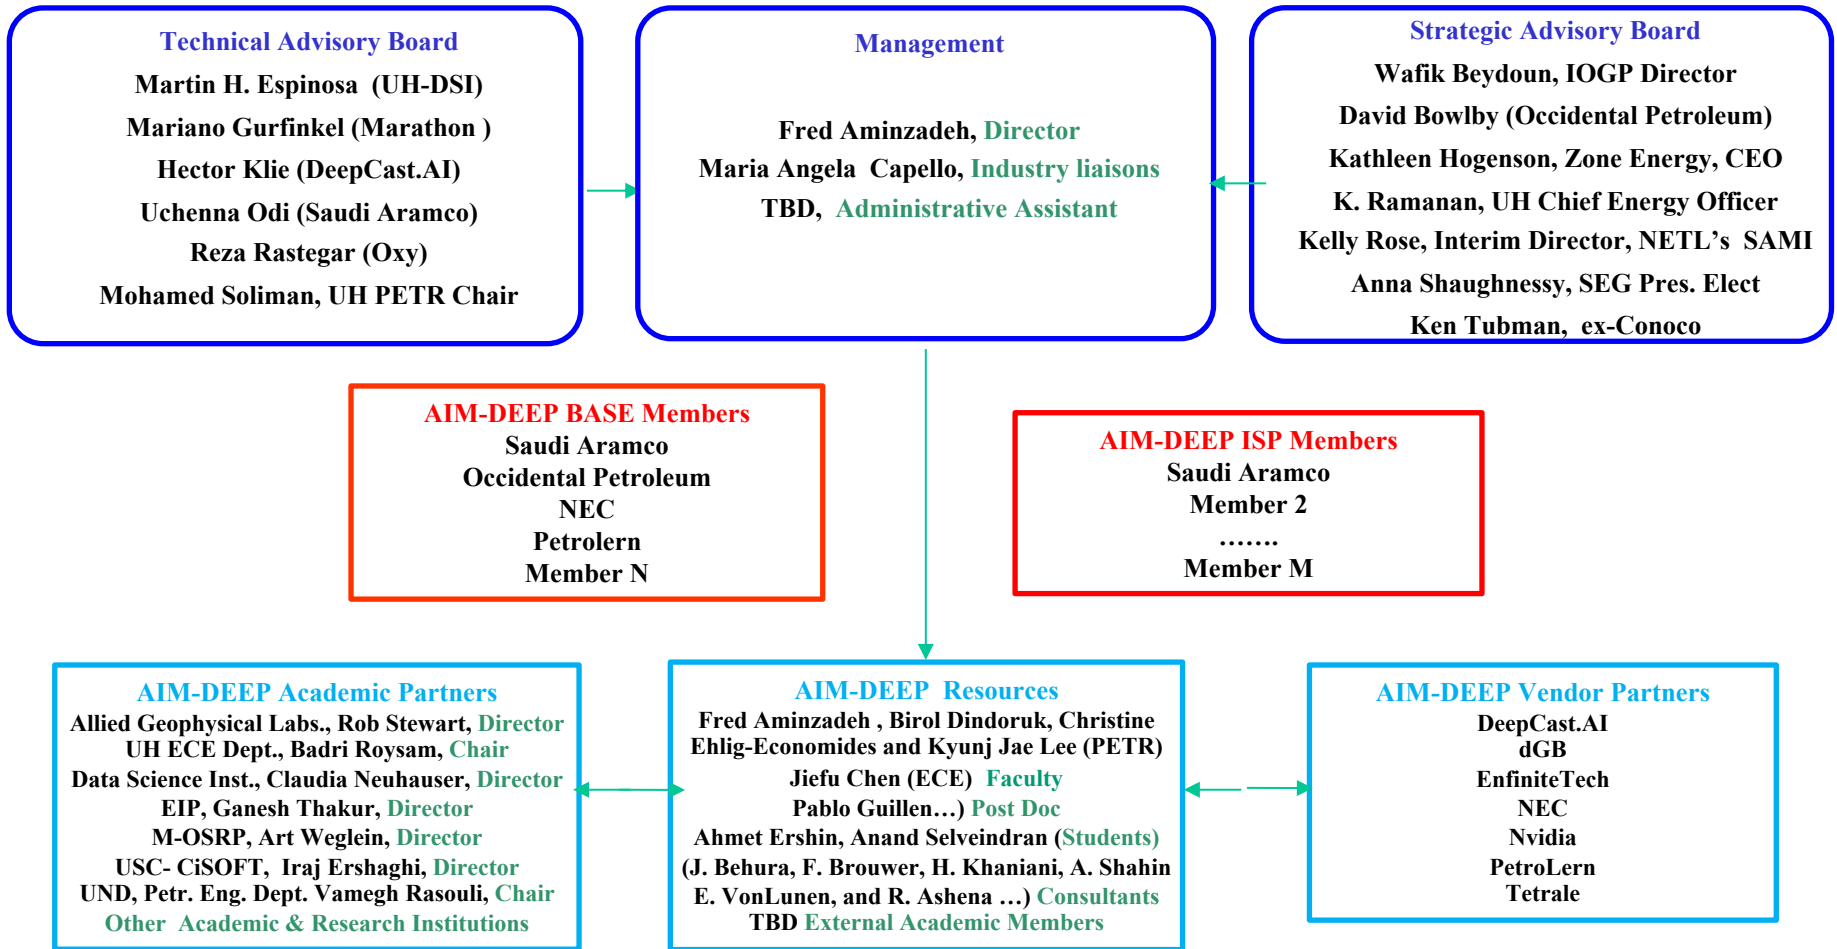 Technical Advisory Board
Martin H. Espinosa (UH-DSI)
Mariano Gurfinkel (Marathon )
Hector Klie (DeepCast.AI)
Uchenna Odi (Saudi Aramco)
Reza Rastegar (Oxy)
Mohamed Soliman, UH PETR Chair
Management
Fred Aminzadeh, Director
Maria Angela Capello, Industry liaisons
TBD, Administrative Assistant
Strategic Advisory Board
Wafik Beydoun, IOGP Director
David Bowlby (Occidental Petroleum)
Kathleen Hogenson, Zone Energy, CEO
K. Ramanan, UH Chief Energy Officer
Kelly Rose, Interim Director, NETL's SAMI
Anna Shaughnessy, SEG Pres. Elect
Ken Tubman, ex-Conoco
AIM-DEEP BASE Members
Saudi Aramco
Occidental Petroleum
NEC
Petrolern
Member N
AIM-DEEP ISP Members
Saudi Aramco
Member 2
…….
Member M
AIM-DEEP Academic Partners
Allied Geophysical Labs., Rob Stewart, Director
UH ECE Dept., Badri Roysam, Chair
Data Science Inst., Claudia Neuhauser, Director
EIP, Ganesh Thakur, Director
M-OSRP, Art Weglein, Director
USC- CiSOFT, Iraj Ershaghi, Director
UND, Petr. Eng. Dept. Vamegh Rasouli, Chair
Other Academic & Research Institutions
AIM-DEEP Resources
Fred Aminzadeh , Birol Dindoruk, Christine
Ehlig-Economides and Kyunj Jae Lee (PETR)
Jiefu Chen (ECE) Faculty
Pablo Guillen…) Post Doc
Ahmet Ershin, Anand Selveindran (Students)
(J. Behura, F. Brouwer, H. Khaniani, A. Shahin
E. VonLunen, and R. Ashena …) Consultants
TBD External Academic Members
AIM-DEEP Vendor Partners
DeepCast.AI
dGB
EnfiniteTech
NEC
Nvidia
PetroLern
Tetrale